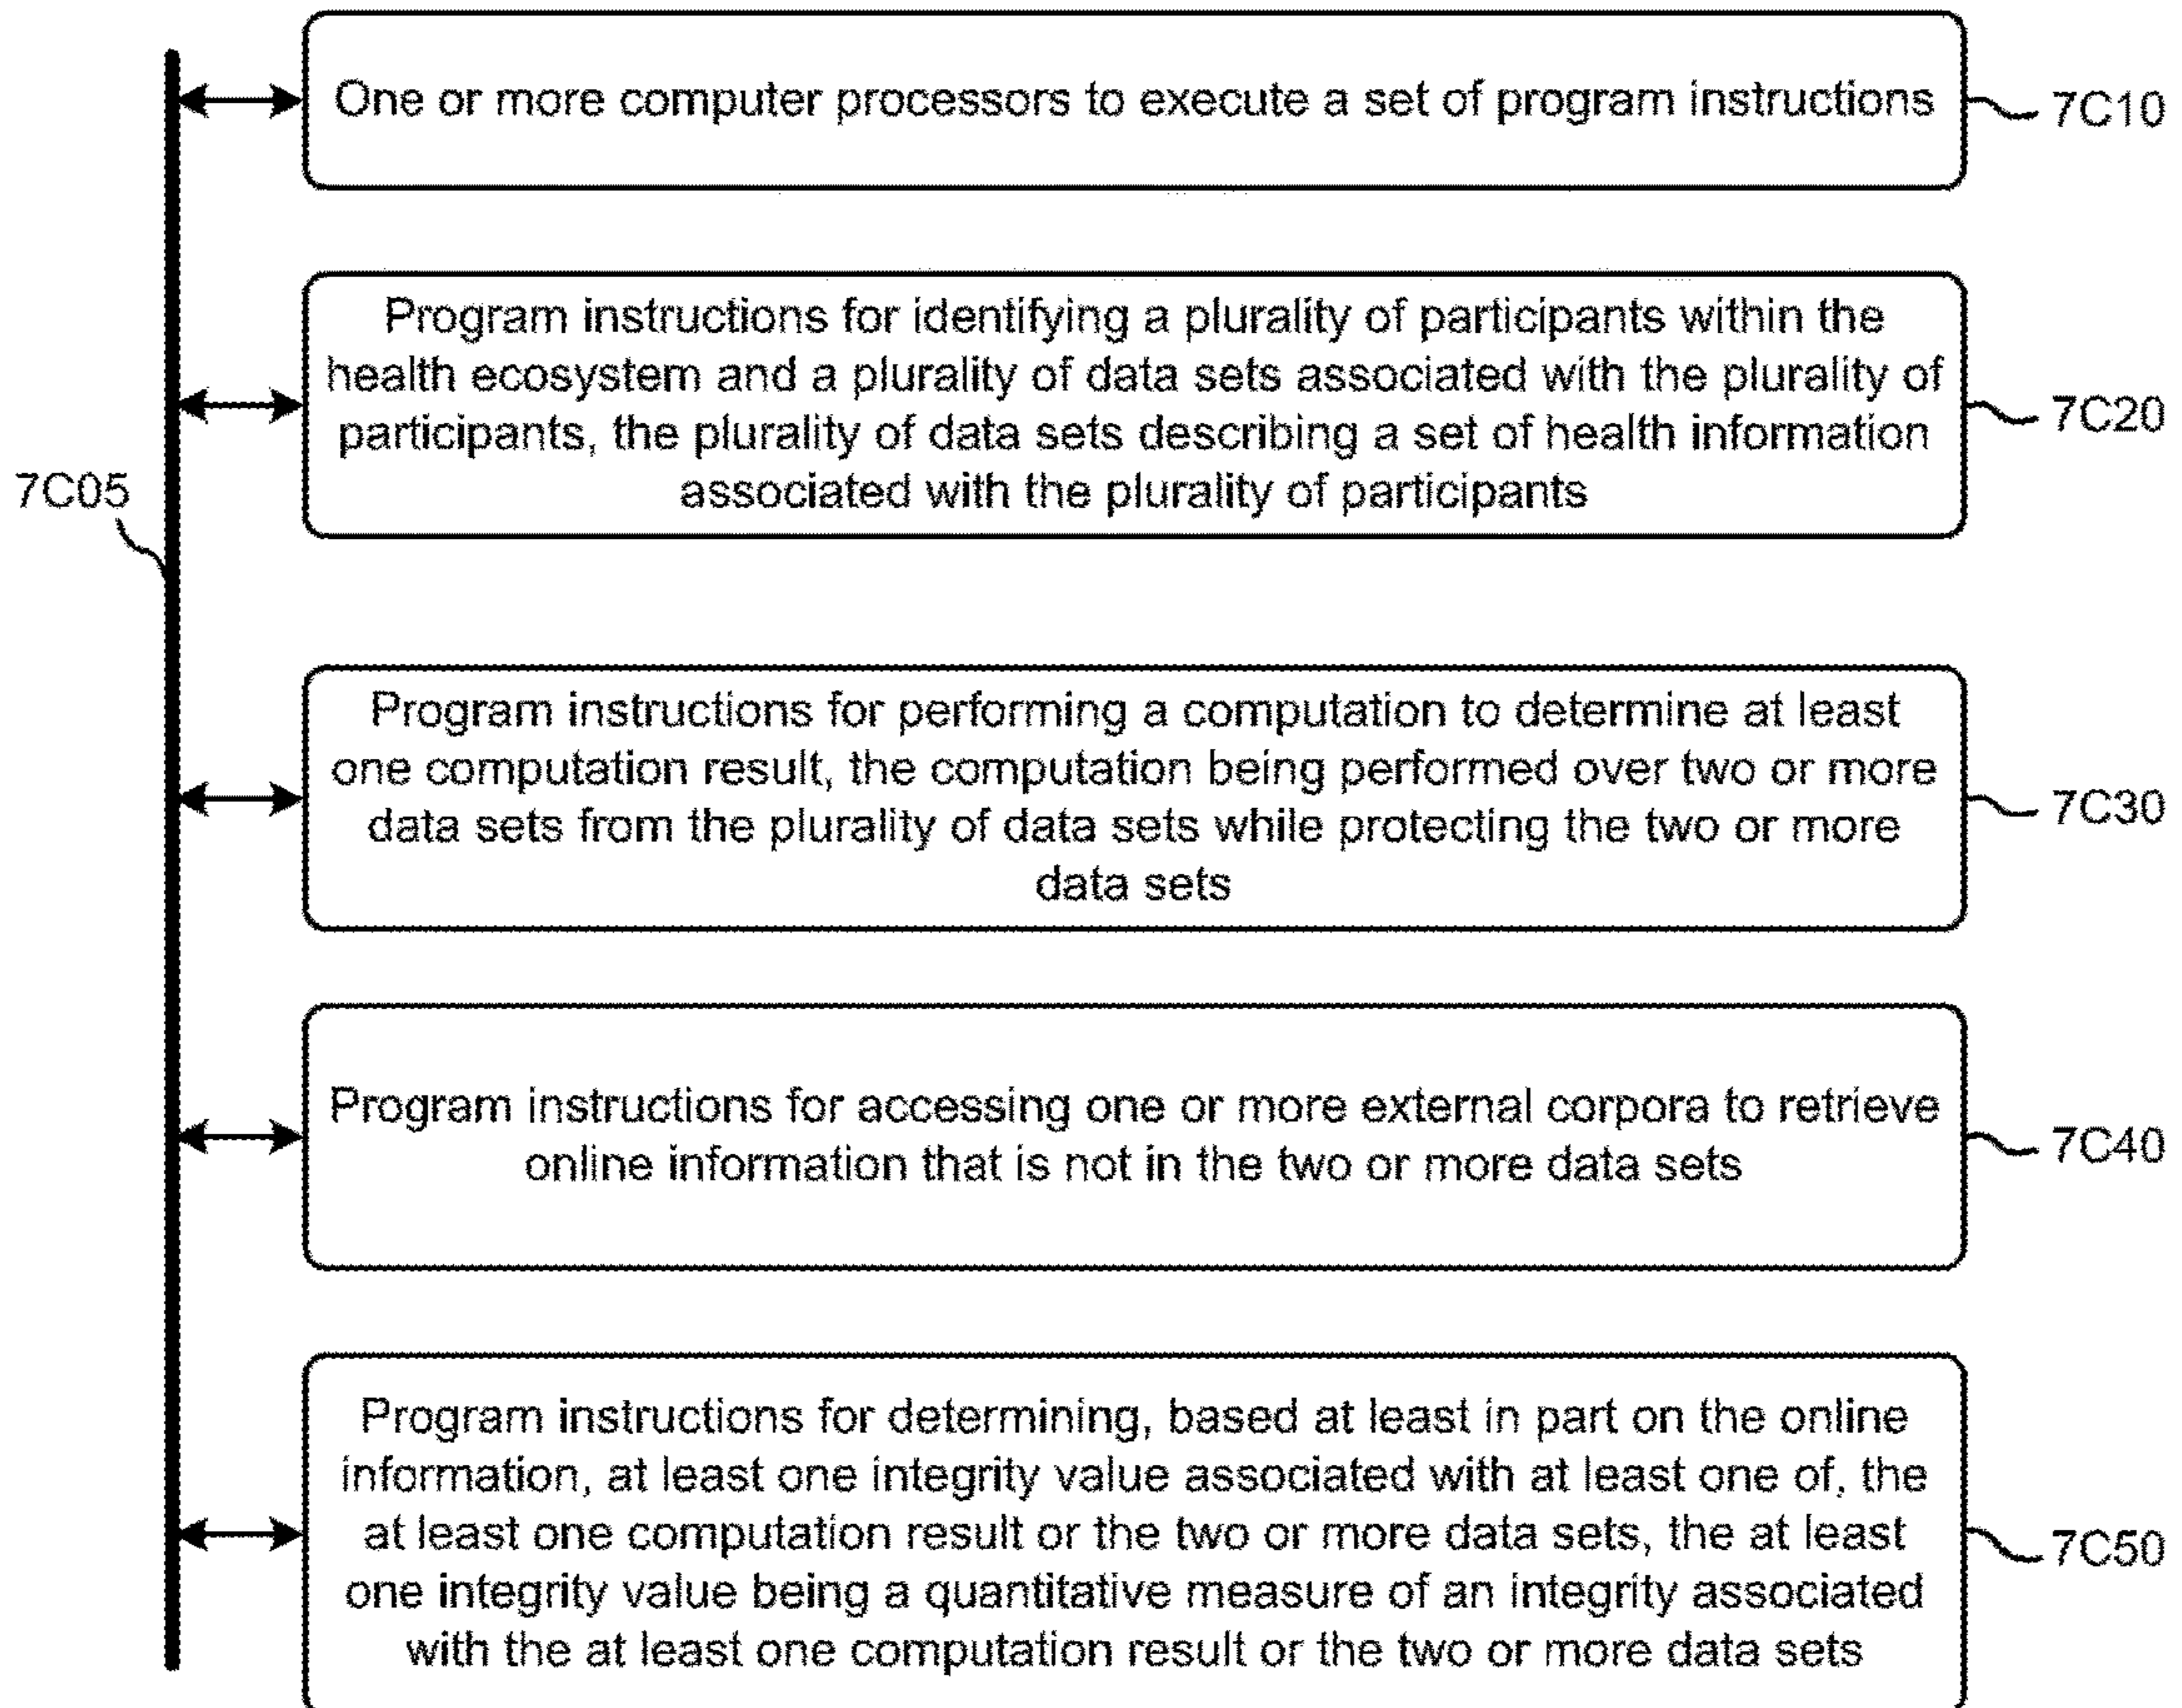 One or more computer processors to execute a set of program instructions
7C10
Program instructions for identifying a plurality of participants within the
health ecosystem and a plurality of data sets associated with the plurality of
participants, the plurality of data sets describing a set of health information
associated with the plurality of participants
7C20
7C05
Program instructions for performing a computation to determine at least
one computation result, the computation being performed over two or more
data sets from the plurality of data sets while protecting the two or more
data sets
7C30
Program instructions for accessing one or more external corpora to retrieve
online information that is not in the two or more data sets
7C40
Program instructions for determining, based at least in part on the online
information, at least one integrity value associated with at least one of, the
at least one computation result or the two or more data sets, the at least
one integrity value being a quantitative measure of an integrity associated
with the at least one computation result or the two or more data sets
7C50